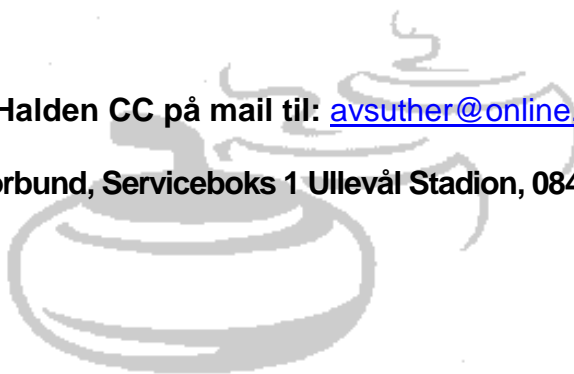 Halden CC på mail til: avsuther@online.
orbund, Serviceboks 1 Ullevål Stadion, 084